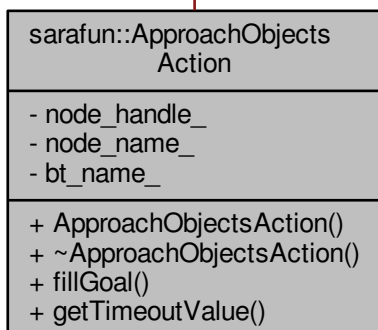 sarafun::ApproachObjects
Action
- node_handle_
- node_name_
- bt_name_
+ ApproachObjectsAction()
+ ~ApproachObjectsAction()
+ fillGoal()
+ getTimeoutValue()